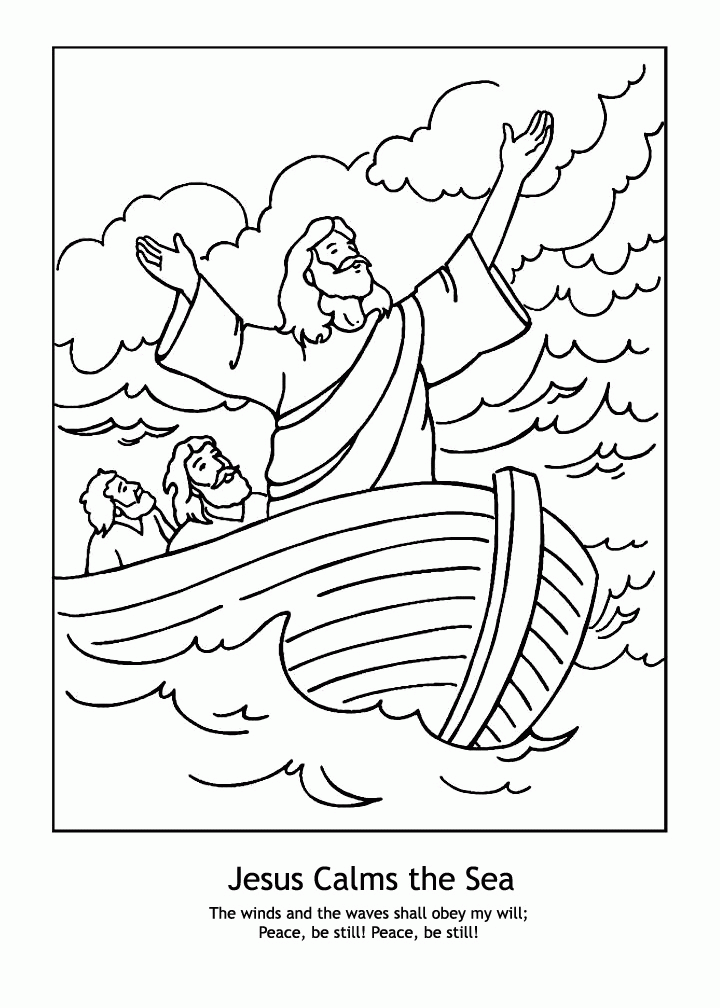 Jesus Calms the Sea
The winds and the waves shall obey my will;
Peace, be still! Peace, be still!